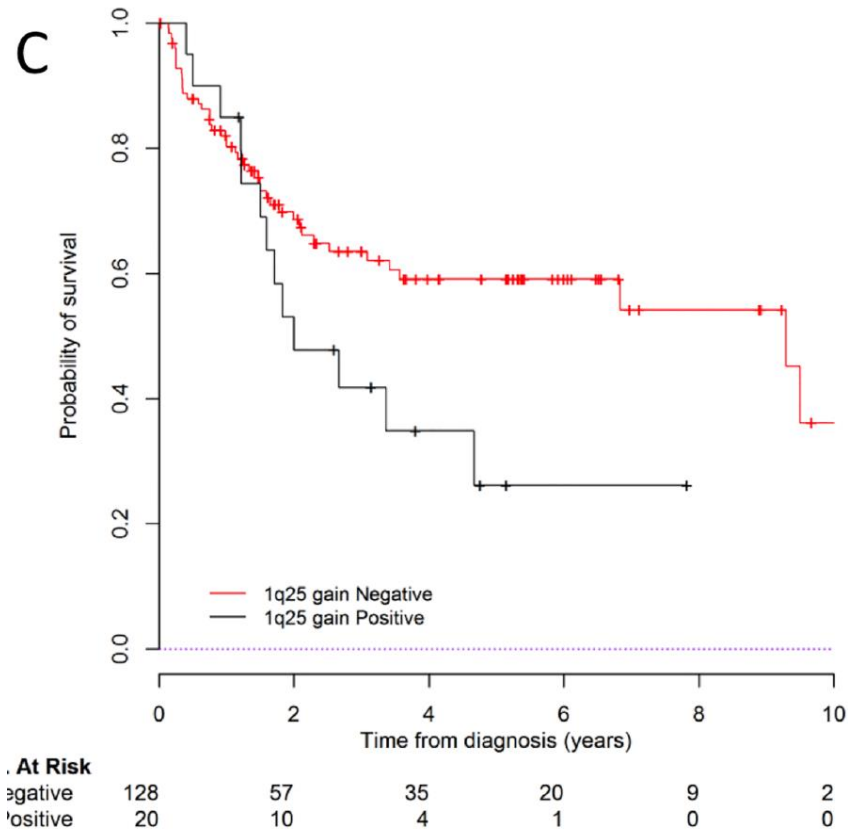 C
1.0
0.8
0.6
0.4
0.2
0.0
Probability of survival
1q25 gain Negative
1q25 gain Positive
0 2 4 6 8 10
Time from diagnosis (years)
. At Risk
egative 128 57 35 20 9 2
ositive 20 10 4 1 0 0